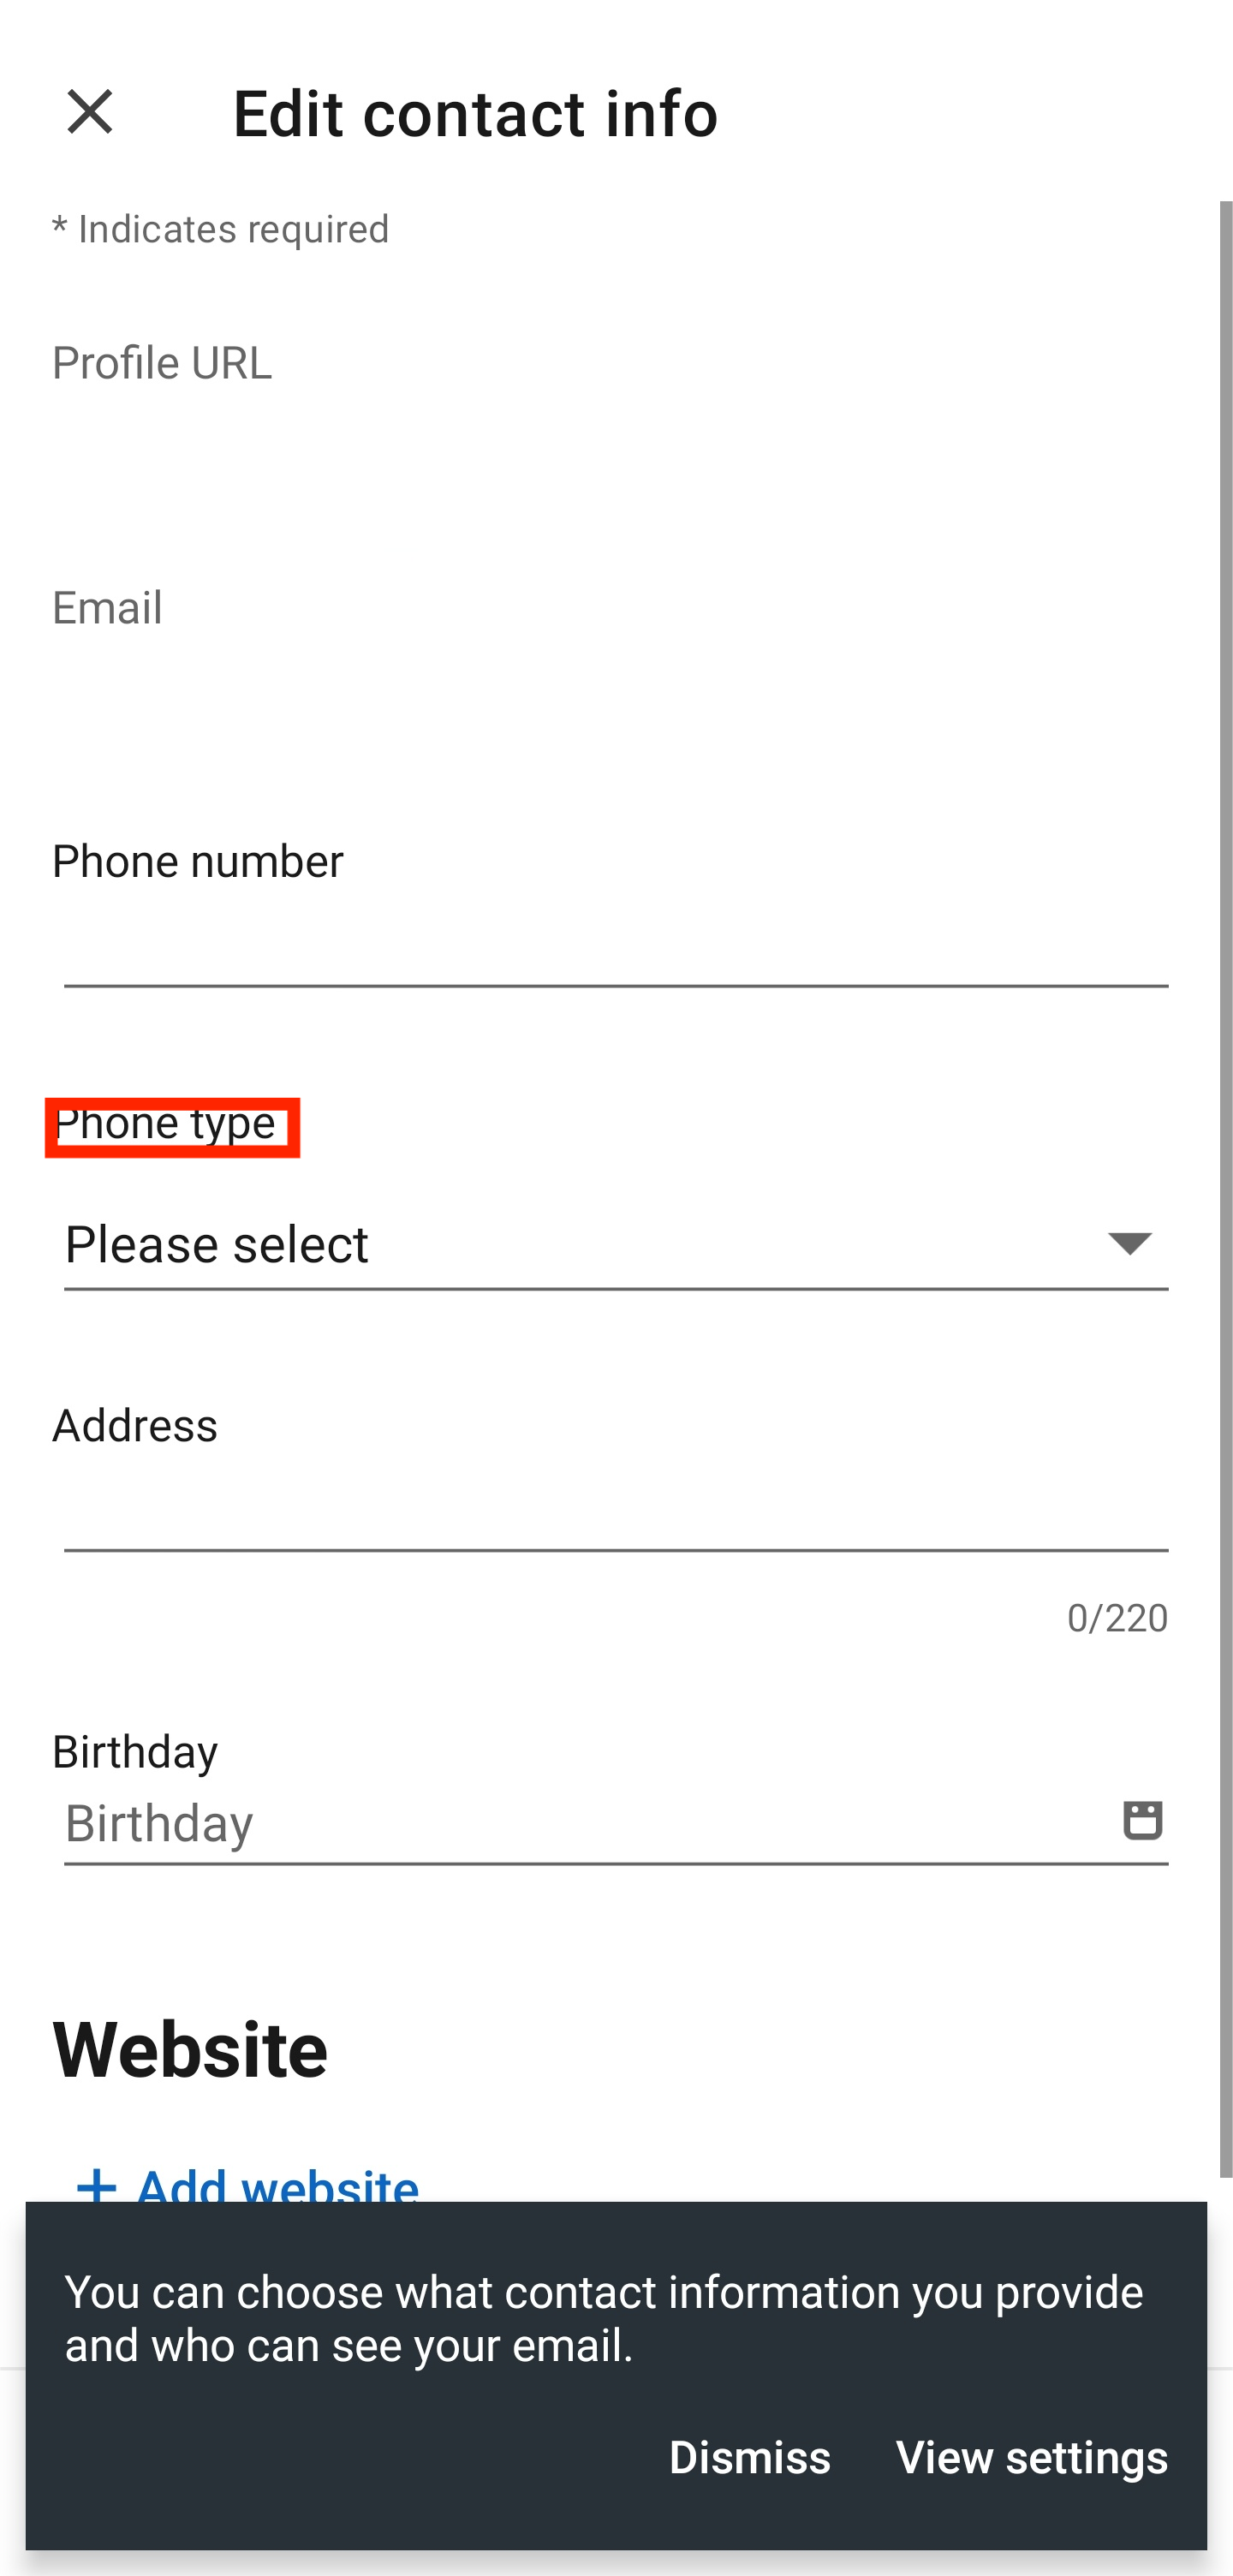 Edit contact info
* Indicates required
Profile URL
Email
Phone number
Phone type
Please select
Address
0/220
Birthday
Birthday
Website
+ Add website
You can choose what contact information you provide
and who can see your email.
Dismiss View settings